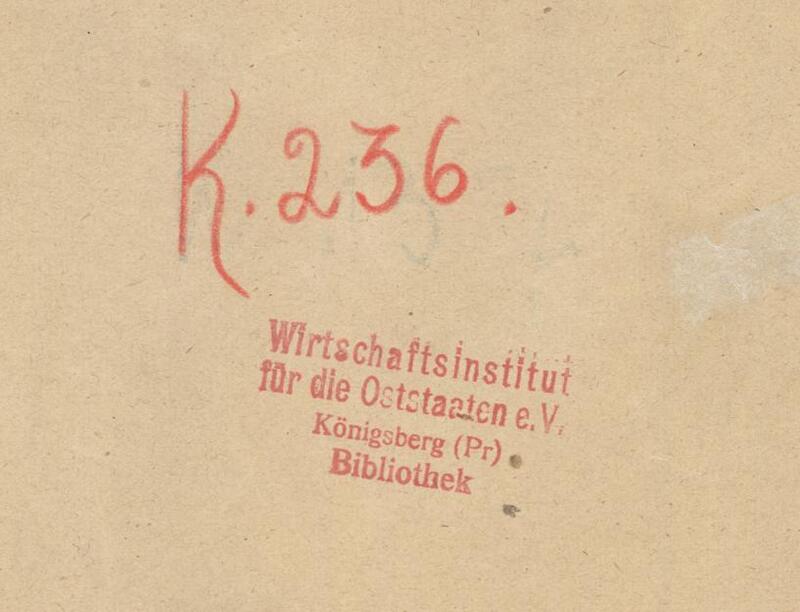 K. 236.
Wirtschaftsinstitut
für die Oststaaten e.V.
Königsberg (Pr)
Bibliothek